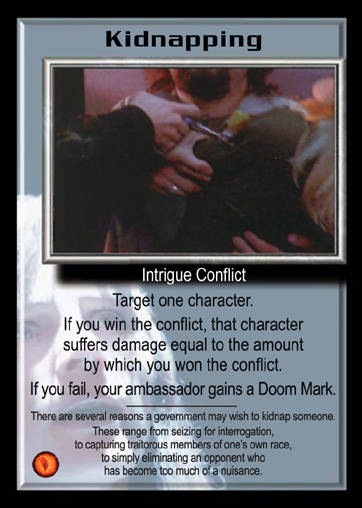 Kidnapping
Intrigue Conflict
Target one character.
If you win the conflict, that character
suffers damage equal to the amount
by which you won the conflict.
If you fail, your ambassador gains a Doom Mark.
There are several reasons a government may wish to kidnap someone.
These range from seizing for interrogation,
to capturing traitorous members of one's own race,
to simply eliminating an opponent who
has become too much of a nuisance.